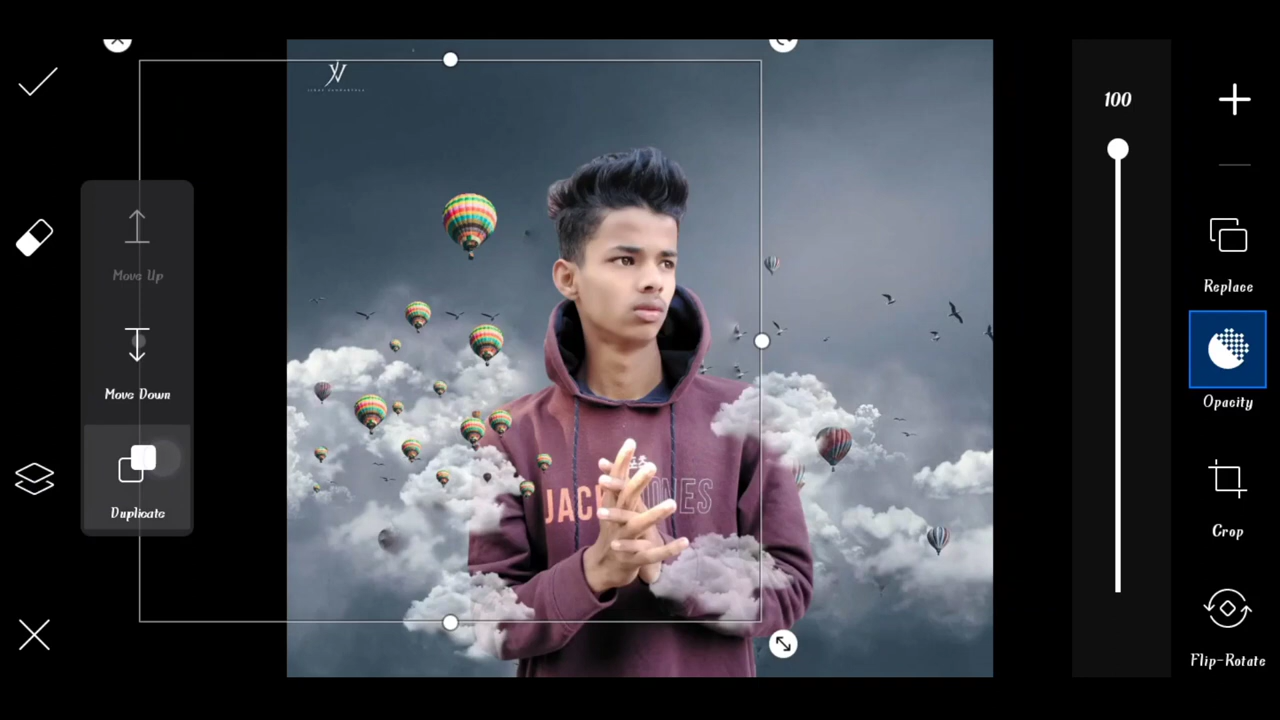 100
Replace
Move Up
Opacity
Move Down
JACK JONES
Crop
Duplicate
Flip-Rotate